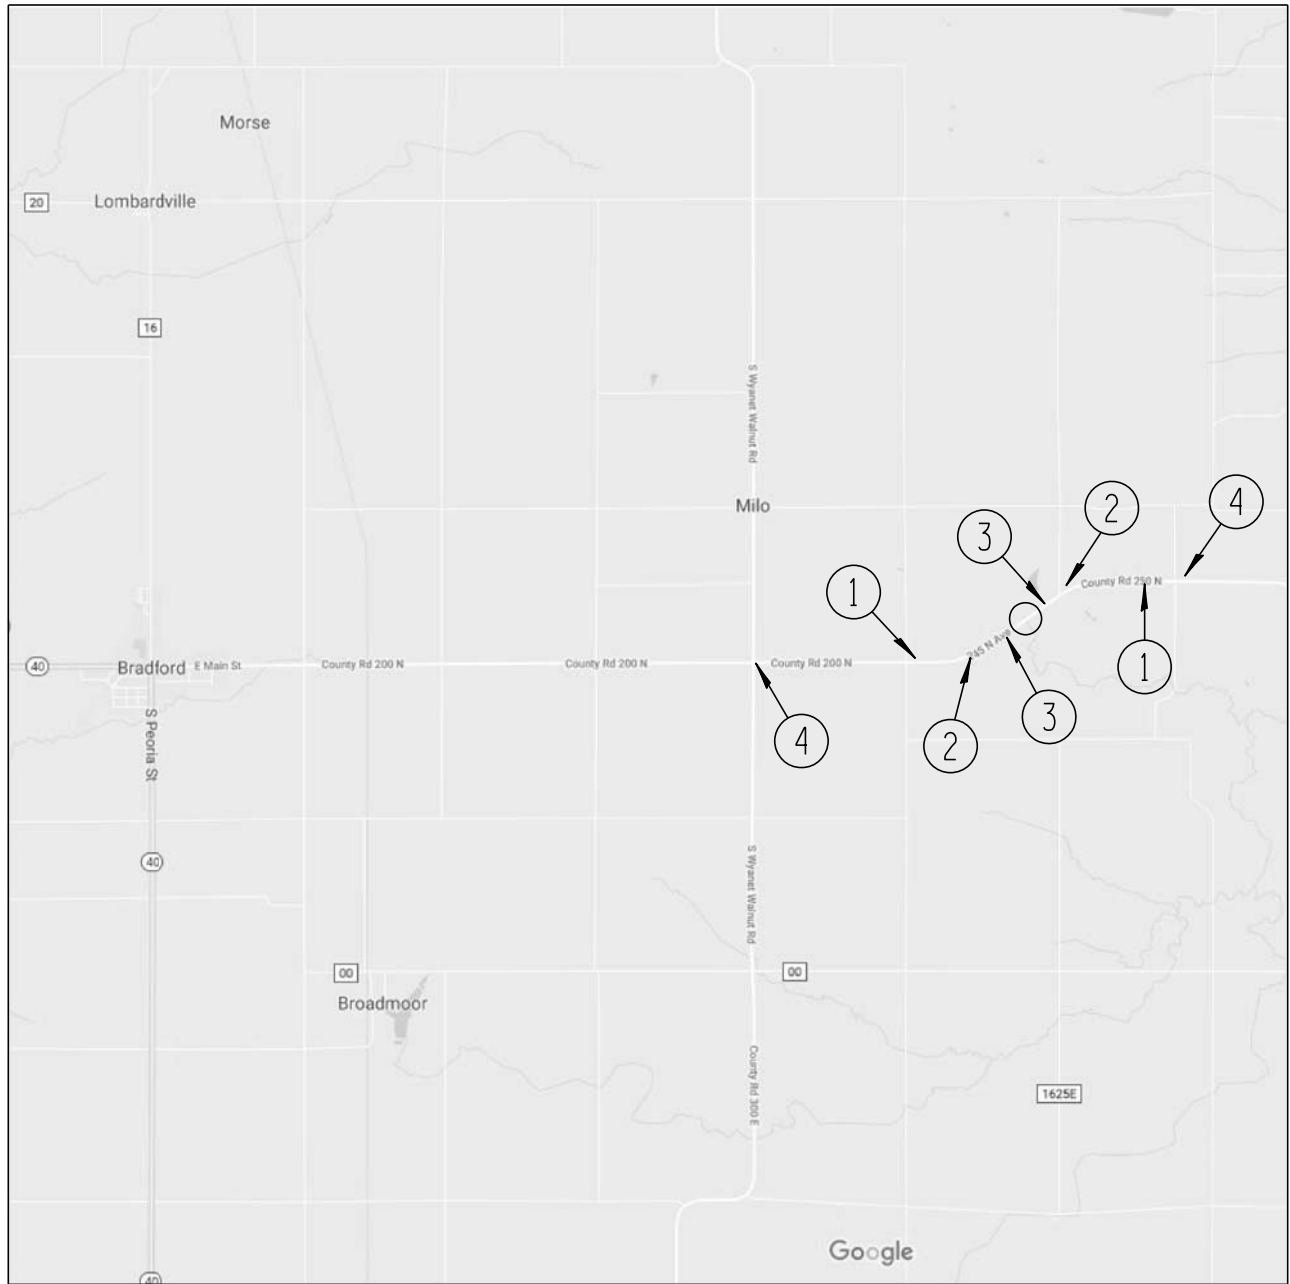 Morse
20
Lombardville
16
S Wyanet Walnut Rd
Milo
4
2
3
1
County Rd 250 N
245 N Ave
1
40
Bradford
E Main St
County Rd 200 N
County Rd 200 N
County Rd 200 N
3
4
2
S Peoria St
40
S Wyanet Walnut Rd
00
00
Broadmoor
County Rd 300 E
1625E
Google
40